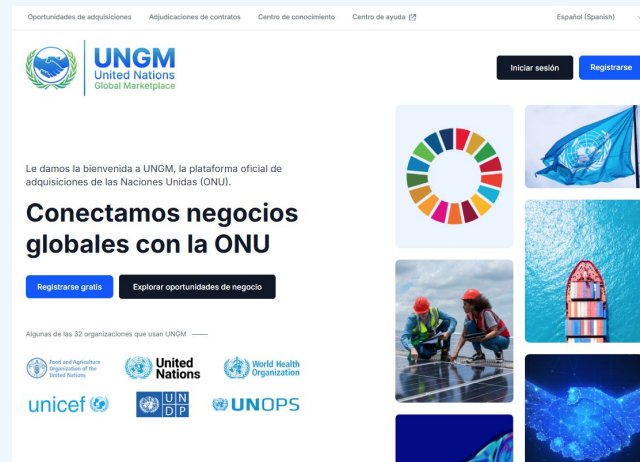 Oportunidades de adquisiciones
Adjudicaciones de contratos
Centro de conocimiento
Centro de ayuda
Español (Spanish)
UNGM
United Nations
Global Marketplace
Iniciar sesión
Registrarse
Le damos la bienvenida a UNGM, la plataforma oficial de
adquisiciones de las Naciones Unidas (ONU).
Conectamos negocios
globales con la ONU
Registrarse gratis
Explorar oportunidades de negocio
Algunas de las 32 organizaciones que usan UNGM
Food and Agriculture
Organization of the
United Nations
United
Nations
World Health
Organization
unicef
UN
DP
UNOPS